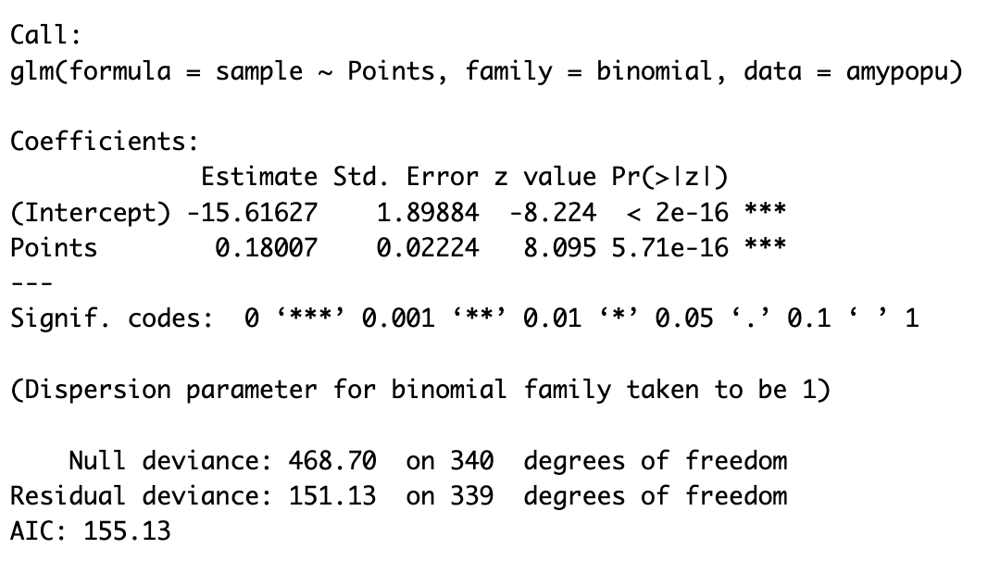 Call:
glm(formula = sample ~ Points, family = binomial, data = amypopu)
Coefficients:
Estimate Std. Error z value Pr(>|z|)
(Intercept) -15.61627 1.89884 -8.224 < 2e-16 ***
Points 0.18007 0.02224 8.095 5.71e-16 ***
---
Signif. codes: 0 ‘***’ 0.001 ‘**’ 0.01 ‘*’ 0.05 ‘.’ 0.1 ‘ ’ 1
(Dispersion parameter for binomial family taken to be 1)
Null deviance: 468.70 on 340 degrees of freedom
Residual deviance: 151.13 on 339 degrees of freedom
AIC: 155.13